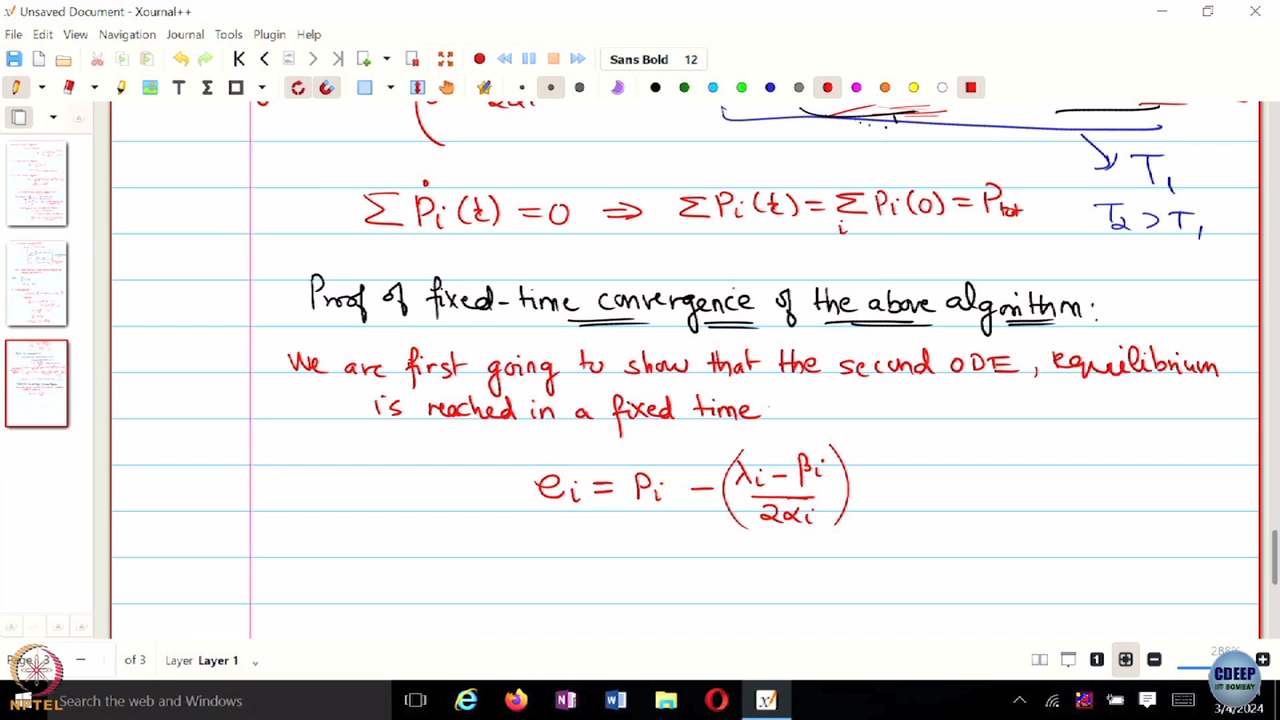 Unsaved Document - Xournal++
File Edit View Navigation Journal Tools Plugin Help
Sans Bold 12
T₁
∑ Ṗi(t) = 0 ⇒ ∑ Pi(t) = ∑i Pi(0) = Ptot
T₂ > T₁
Proof of fixed-time convergence of the above algorithm:
We are first going to show that the second ODE, equilibrium
is reached in a fixed time
ei = Pi - (λi - βi / 2αi)
of 3 Layer Layer 1
288%
Search the web and Windows
NPTEL
CDEEP
IIT BOMBAY
3/4/2024